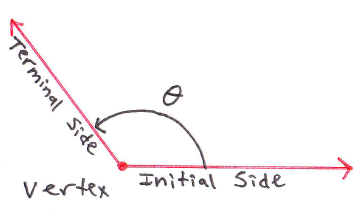 Terminal Side
θ
Vertex
Initial Side